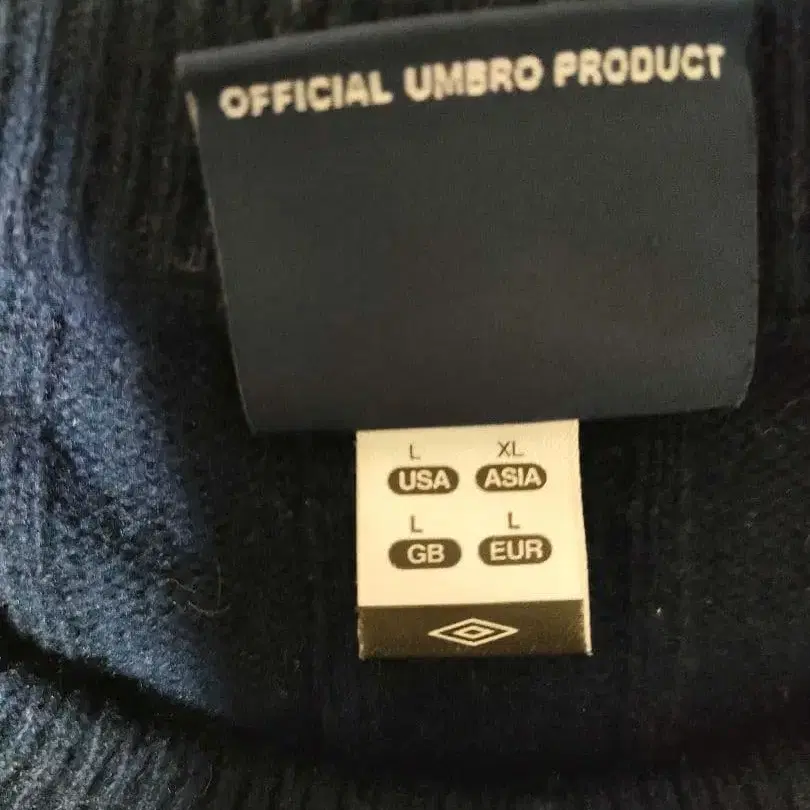 OFFICIAL UMBRO PRODUCT
L XL
USA ASIA
L L
GB EUR